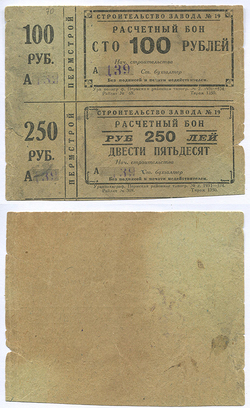 100
РУБ.
А 139
ПЕРМСТРОЙ
СТРОИТЕЛЬСТВО ЗАВОДА № 19
РАСЧЕТНЫЙ БОН
СТО 100 РУБЛЕЙ
Нач. строительства
А 139 Ст. бухгалтер
Без подписей и печати недействителен.
250
РУБ.
А
ПЕРМСТРОЙ
СТРОИТЕЛЬСТВО ЗАВОДА № 19
РАСЧЕТНЫЙ БОН
РУБ 250 ЛЕЙ
ДВЕСТИ ПЯТЬДЕСЯТ
Нач. строительства
А Ст. бухгалтер
Без подписей и печати недействителен.